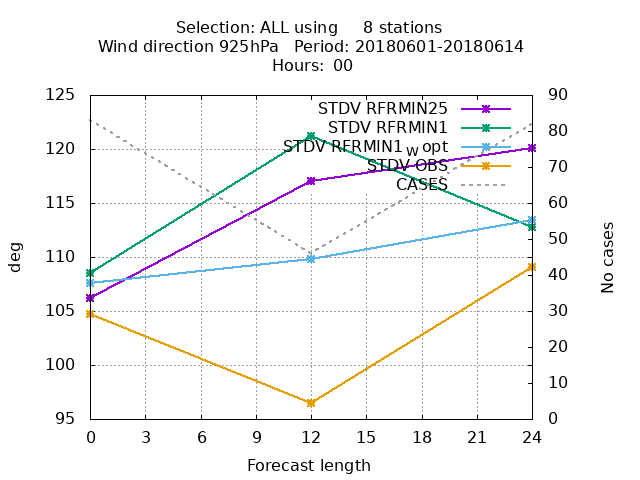 Selection: ALL using     8 stations
Wind direction 925hPa   Period: 20180601-20180614
Hours:  00
deg
125
120
115
110
105
100
95
90
80
70
60
50
40
30
20
10
0
No cases
STDV RFRMIN25
STDV RFRMIN1
STDV RFRMIN1_W opt
STDV OBS
CASES
0 3 6 9 12 15 18 21 24
Forecast length